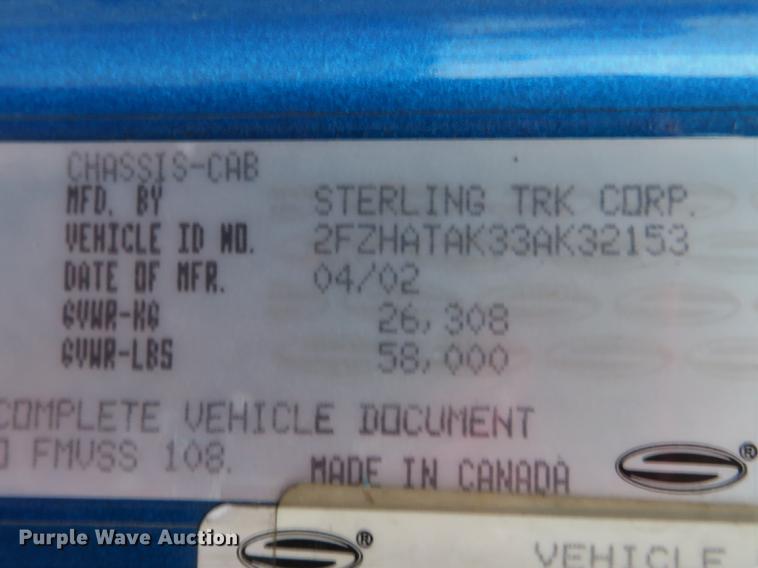 CHASSIS-CAB
MFD. BY STERLING TRK CORP.
VEHICLE ID NO. 2FZHATAK33AK32153
DATE OF MFR. 04/02
GVWR-KG 26,308
GVWR-LBS 58,000
COMPLETE VEHICLE DOCUMENT
FMVSS 108.
MADE IN CANADA ®
Purple Wave Auction ®
VEHICLE